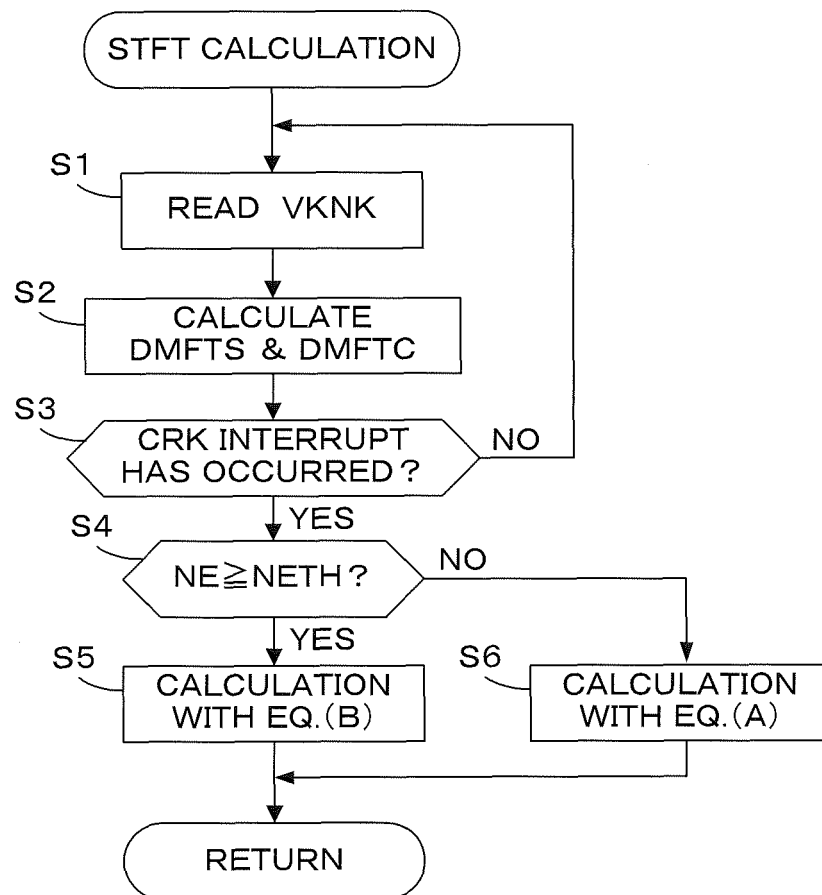 STFT CALCULATION
S1
READ VKNK
S2
CALCULATE
DMFTS & DMFTC
S3
CRK INTERRUPT
HAS OCCURRED?
NO
YES
S4
NE≧NETH?
NO
YES
S5
CALCULATION
WITH EQ.(B)
S6
CALCULATION
WITH EQ.(A)
RETURN